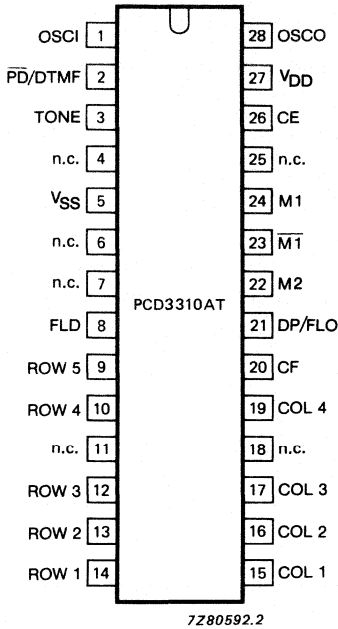 OSCI 1 28 OSCO
P̅D̅/DTMF 2 27 VDD
TONE 3 26 CE
n.c. 4 25 n.c.
VSS 5 24 M1
n.c. 6 23 M̅1̅
n.c. 7 22 M2
PCD3310AT
FLD 8 21 DP/FLO
ROW 5 9 20 CF
ROW 4 10 19 COL 4
n.c. 11 18 n.c.
ROW 3 12 17 COL 3
ROW 2 13 16 COL 2
ROW 1 14 15 COL 1
7Z80592.2